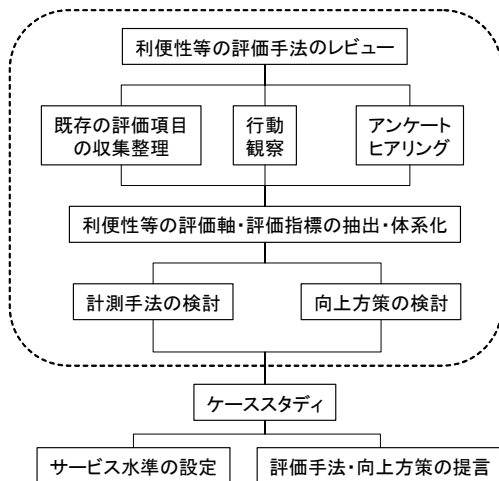 利便性等の評価手法のレビュー
既存の評価項目
の収集整理
行動
観察
アンケート
ヒアリング
利便性等の評価軸・評価指標の抽出・体系化
計測手法の検討
向上方策の検討
ケーススタディ
サービス水準の設定
評価手法・向上方策の提言